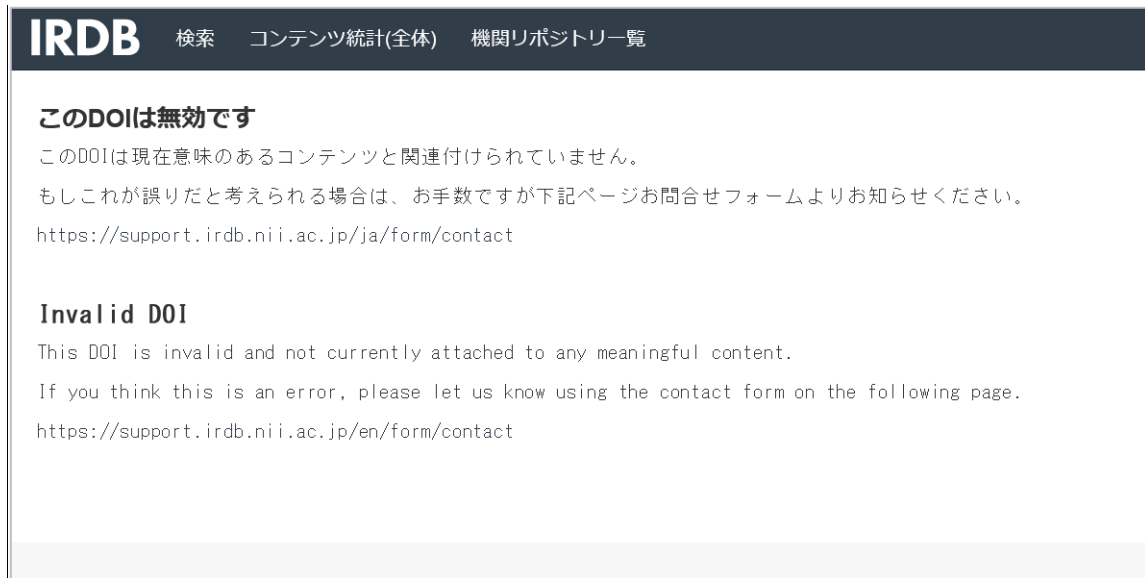 IRDB 検索 コンテンツ統計(全体) 機関リポジトリ一覧
このDOIは無効です
このDOIは現在意味のあるコンテンツと関連付けられていません。
もしこれが誤りだと考えられる場合は、お手数ですが下記ページお問合せフォームよりお知らせください。
https://support.irdb.nii.ac.jp/ja/form/contact
Invalid DOI
This DOI is invalid and not currently attached to any meaningful content.
If you think this is an error, please let us know using the contact form on the following page.
https://support.irdb.nii.ac.jp/en/form/contact